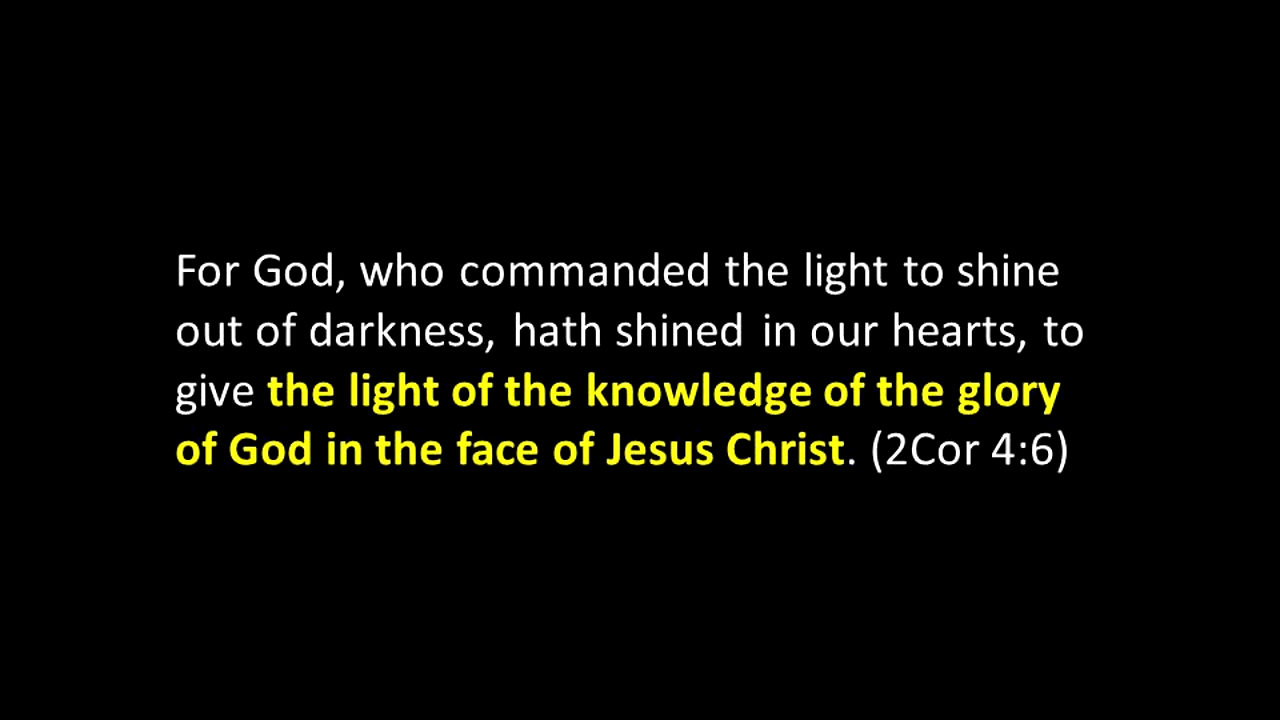 For God, who commanded the light to shine
out of darkness, hath shined in our hearts, to
give the light of the knowledge of the glory
of God in the face of Jesus Christ. (2Cor 4:6)